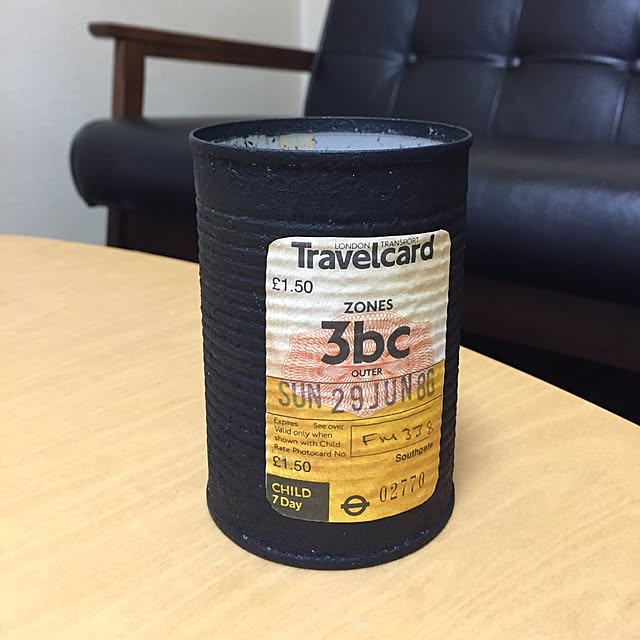 LONDON TRANSPORT
Travelcard
£1.50
ZONES
3bc
OUTER
SUN 29 JUN 86
Expires See over
Valid only when
shown with Child
Rate Photocard No.
FM338
£1.50
Southgate
CHILD
7 Day
02770